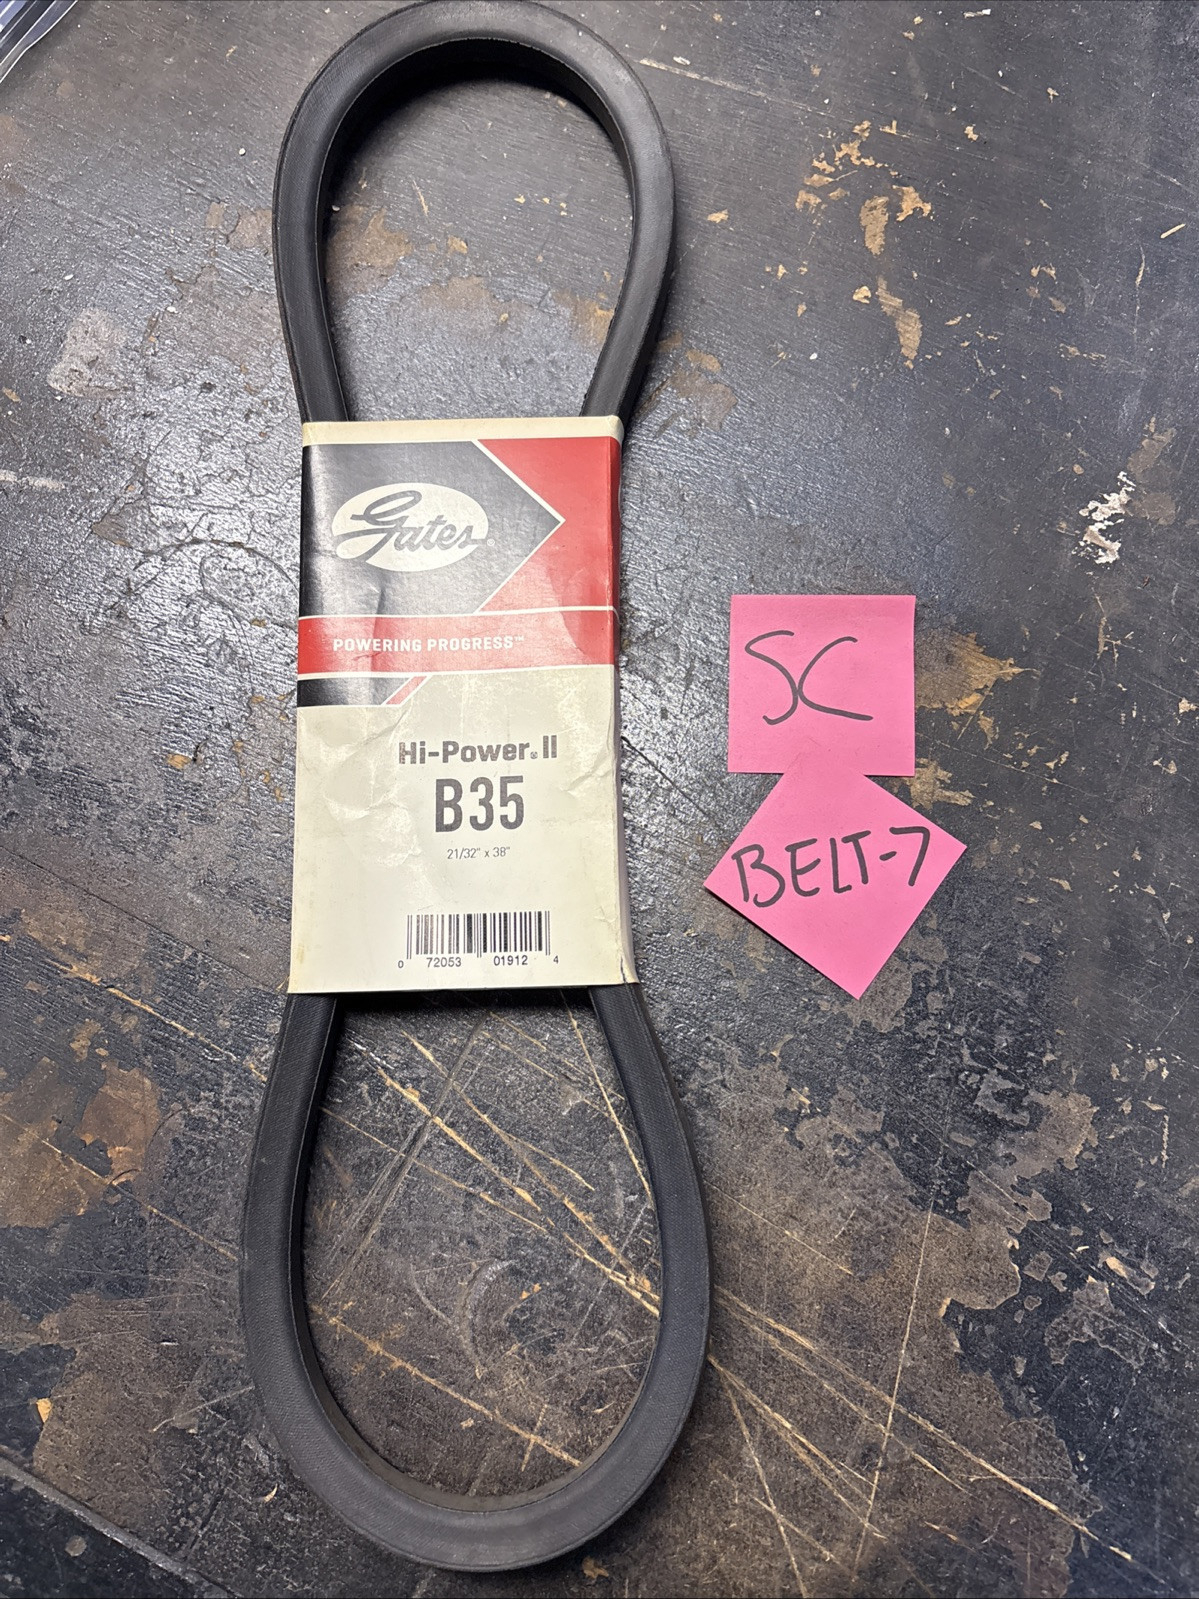 Gates®
POWERING PROGRESS™
Hi-Power® II
B35
21/32" x 38"
0 72053 01912 4
SC
BELT-7